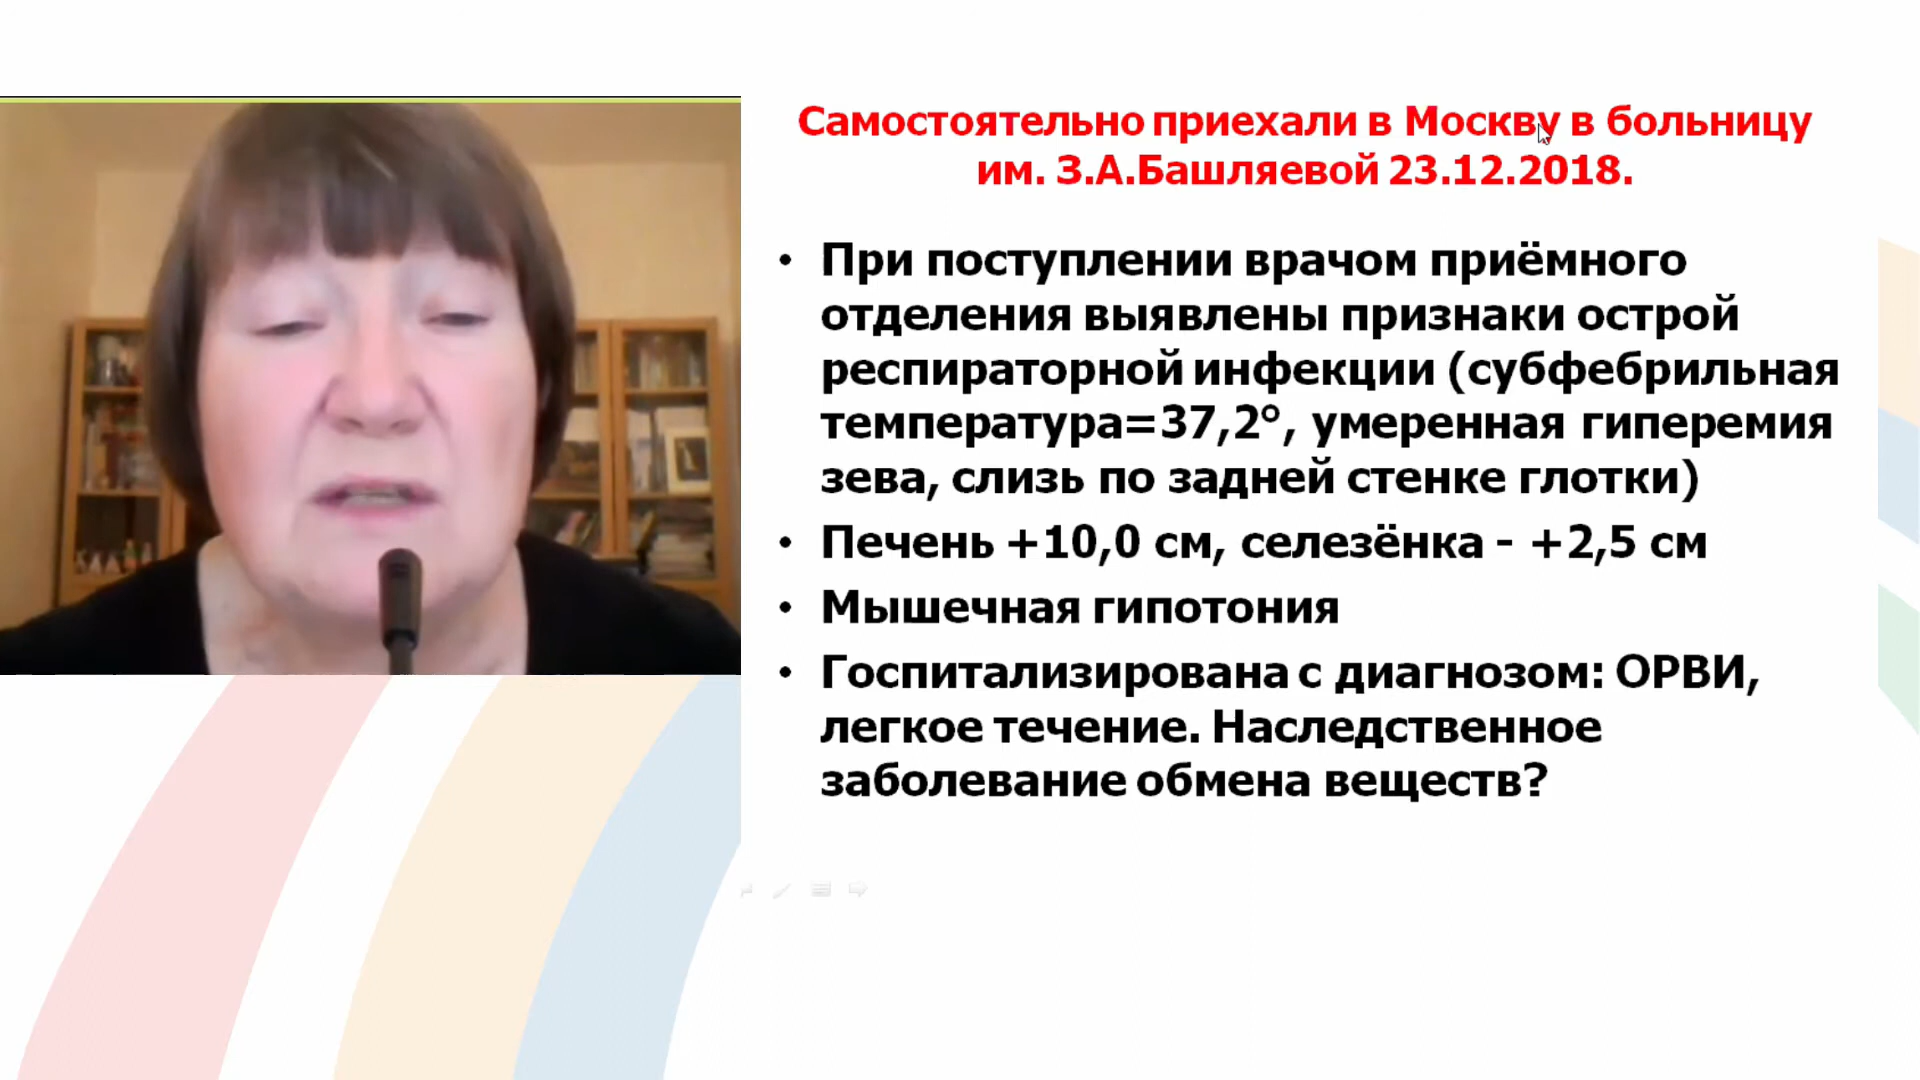 Самостоятельно приехали в Москву в больницу
им. З.А.Башляевой 23.12.2018.
• При поступлении врачом приёмного
отделения выявлены признаки острой
респираторной инфекции (субфебрильная
температура=37,2°, умеренная гиперемия
зева, слизь по задней стенке глотки)
• Печень +10,0 см, селезёнка - +2,5 см
• Мышечная гипотония
• Госпитализирована с диагнозом: ОРВИ,
легкое течение. Наследственное
заболевание обмена веществ?